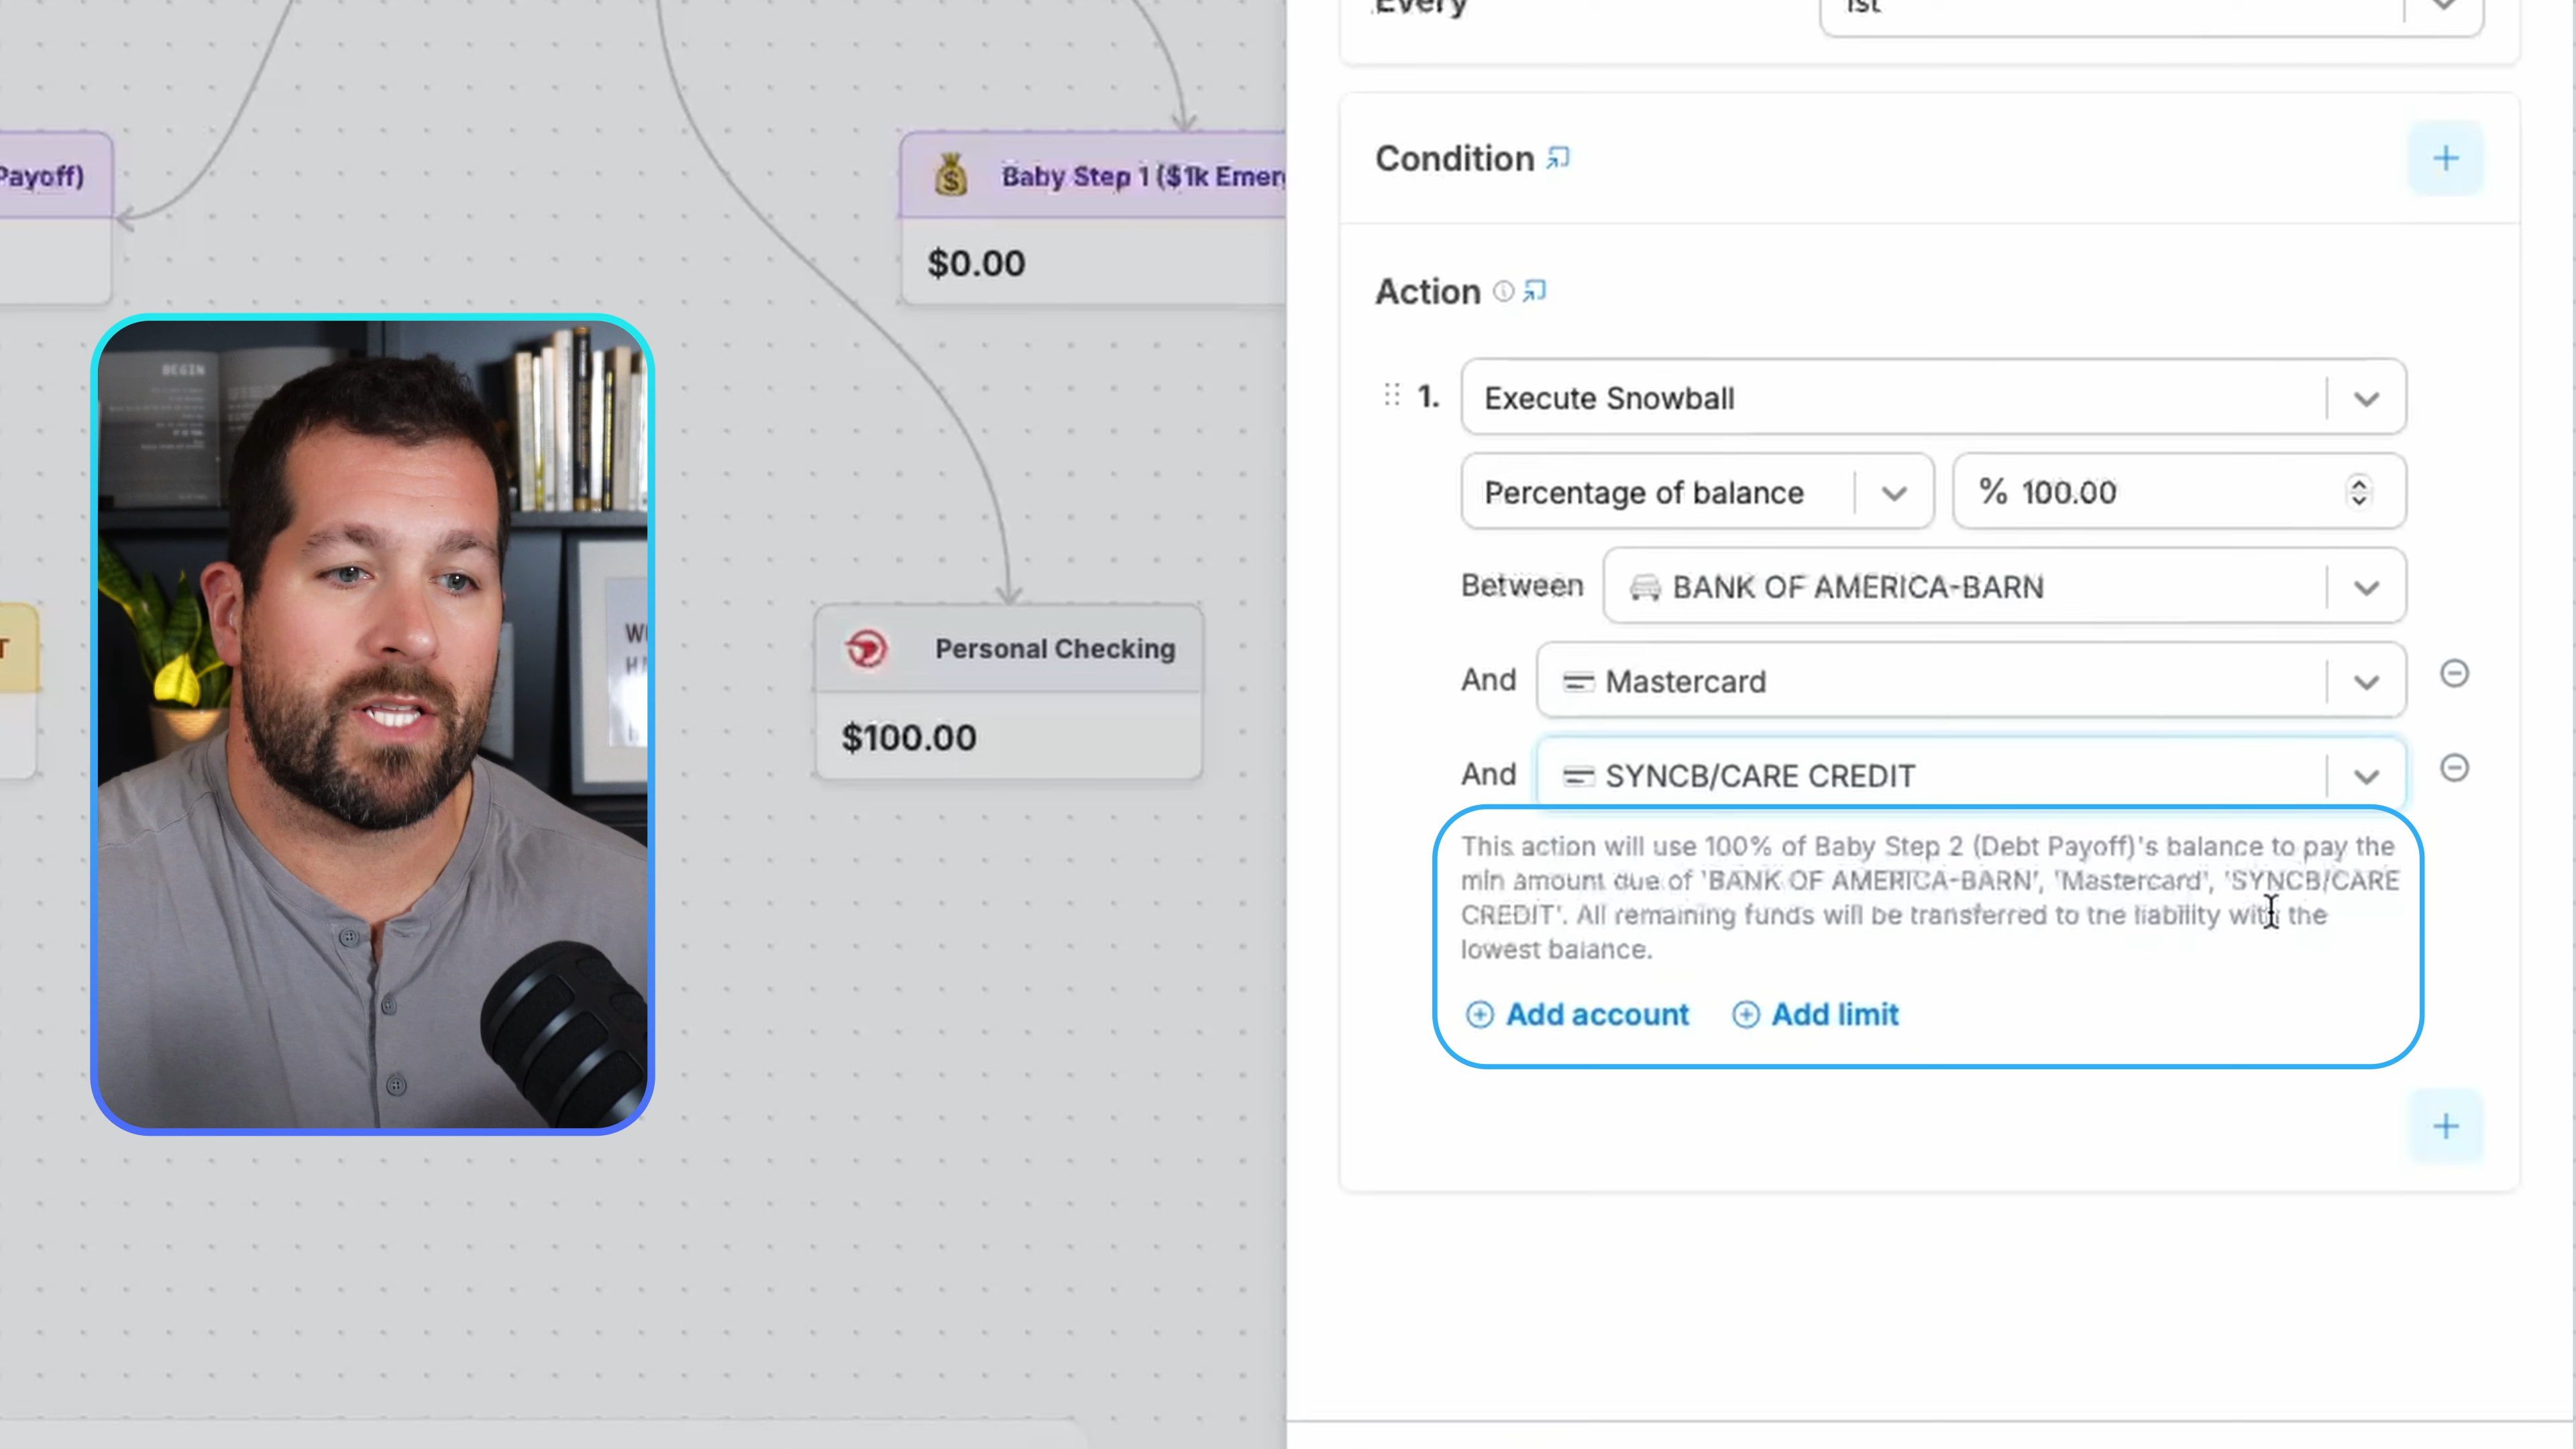 Every
1st
Condition
Action
1.
Execute Snowball
Percentage of balance
% 100.00
Between
BANK OF AMERICA-BARN
And
Mastercard
And
SYNCB/CARE CREDIT
This action will use 100% of Baby Step 2 (Debt Payoff)'s balance to pay the
min amount due of 'BANK OF AMERICA-BARN', 'Mastercard', 'SYNCB/CARE
CREDIT'. All remaining funds will be transferred to the liability with the
lowest balance.
Add account
Add limit
Payoff)
Baby Step 1 ($1k Emer
$0.00
Personal Checking
$100.00
T
BEGIN